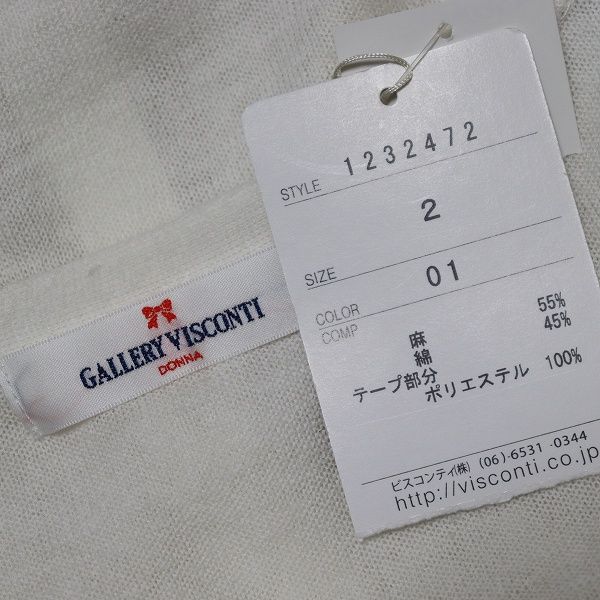 GALLERY VISCONTI
DONNA
STYLE 1232472
SIZE 2
COLOR 01
COMP
麻 55%
綿 45%
テープ部分
ポリエステル 100%
ビスコンティ(株) (06)6531-0344
http://visconti.co.jp